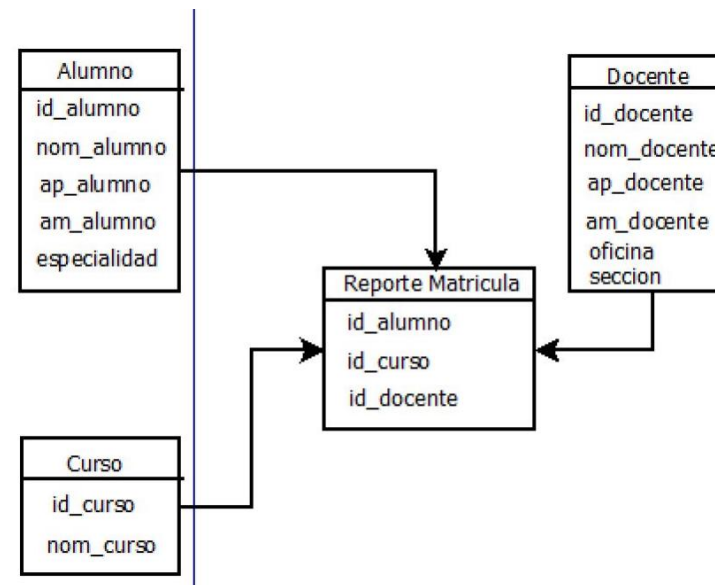 Alumno
id_alumno
nom_alumno
ap_alumno
am_alumno
especialidad
Docente
id_docente
nom_docente
ap_docente
am_docente
oficina
seccion
Reporte Matricula
id_alumno
id_curso
id_docente
Curso
id_curso
nom_curso